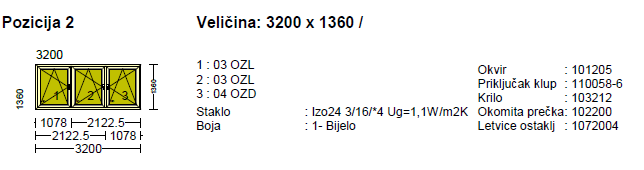 Pozicija 2
Veličina: 3200 x 1360 /
3200
1360
1 2 3
1360
1078 2122.5
2122.5 1078
3200
1 : 03 OZL
2 : 03 OZL
3 : 04 OZD
Staklo : Izo24 3/16/*4 Ug=1,1W/m2K
Boja : 1- Bijelo
Okvir : 101205
Priključak klup : 110058-6
Krilo : 103212
Okomita prečka: 102200
Letvice ostaklj : 1072004